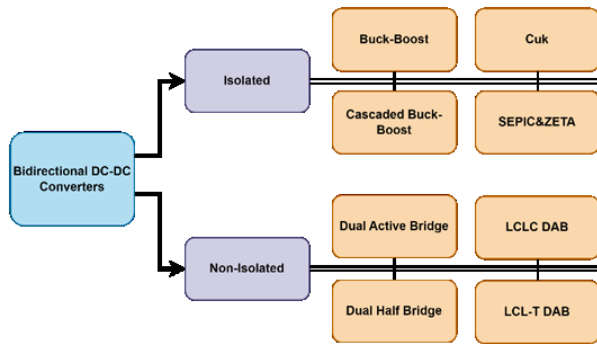 Buck-Boost
Cuk
Isolated
Cascaded Buck-
Boost
SEPIC&ZETA
Bidirectional DC-DC
Converters
Dual Active Bridge
LCLC DAB
Non-Isolated
Dual Half Bridge
LCL-T DAB